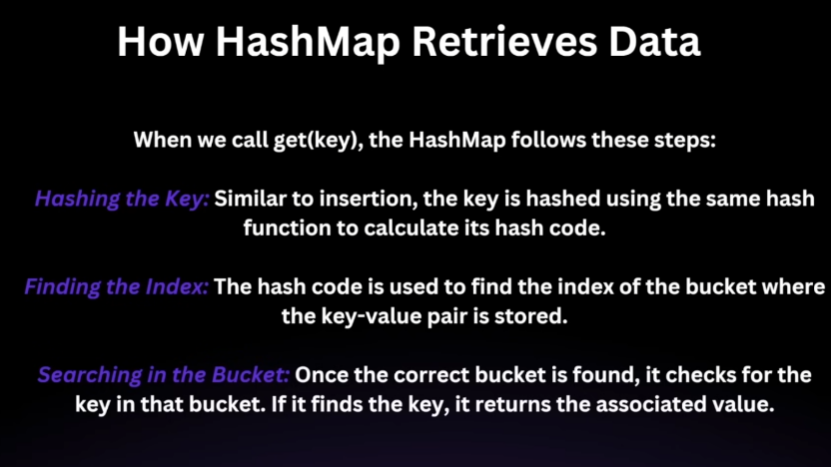 How HashMap Retrieves Data
When we call get(key), the HashMap follows these steps:
Hashing the Key: Similar to insertion, the key is hashed using the same hash
function to calculate its hash code.
Finding the Index: The hash code is used to find the index of the bucket where
the key-value pair is stored.
Searching in the Bucket: Once the correct bucket is found, it checks for the
key in that bucket. If it finds the key, it returns the associated value.